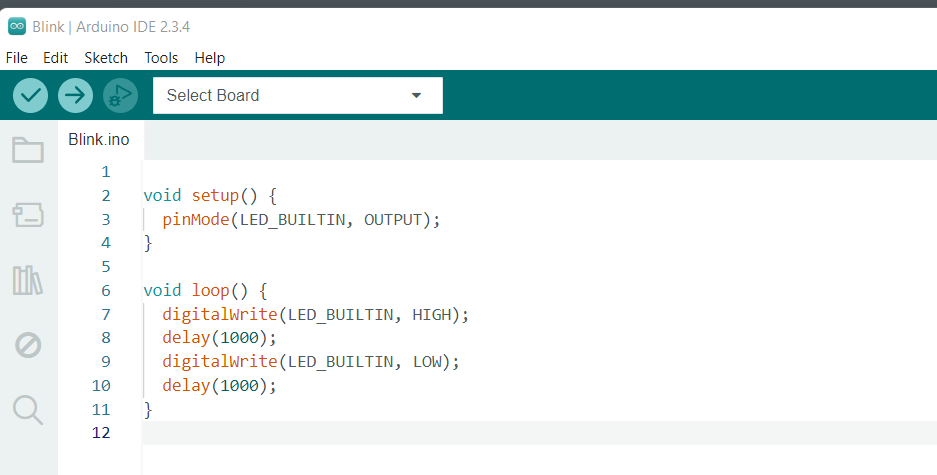 Blink | Arduino IDE 2.3.4
File Edit Sketch Tools Help
Select Board
Blink.ino
1
2 void setup() {
3   pinMode(LED_BUILTIN, OUTPUT);
4 }
5
6 void loop() {
7   digitalWrite(LED_BUILTIN, HIGH);
8   delay(1000);
9   digitalWrite(LED_BUILTIN, LOW);
10   delay(1000);
11 }
12